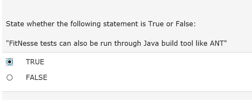 State whether the following statement is True or False:
"FitNesse tests can also be run through Java build tool like ANT"
TRUE
FALSE